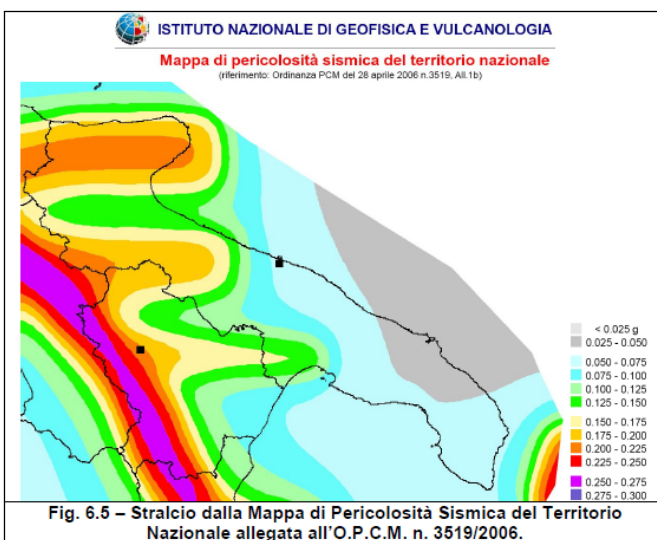 ISTITUTO NAZIONALE DI GEOFISICA E VULCANOLOGIA
Mappa di pericolosità sismica del territorio nazionale
(riferimento: Ordinanza PCM del 28 aprile 2006 n.3519, All.1b)
< 0.025 g
0.025 - 0.050
0.050 - 0.075
0.075 - 0.100
0.100 - 0.125
0.125 - 0.150
0.150 - 0.175
0.175 - 0.200
0.200 - 0.225
0.225 - 0.250
0.250 - 0.275
0.275 - 0.300
Fig. 6.5 – Stralcio dalla Mappa di Pericolosità Sismica del Territorio
Nazionale allegata all'O.P.C.M. n. 3519/2006.